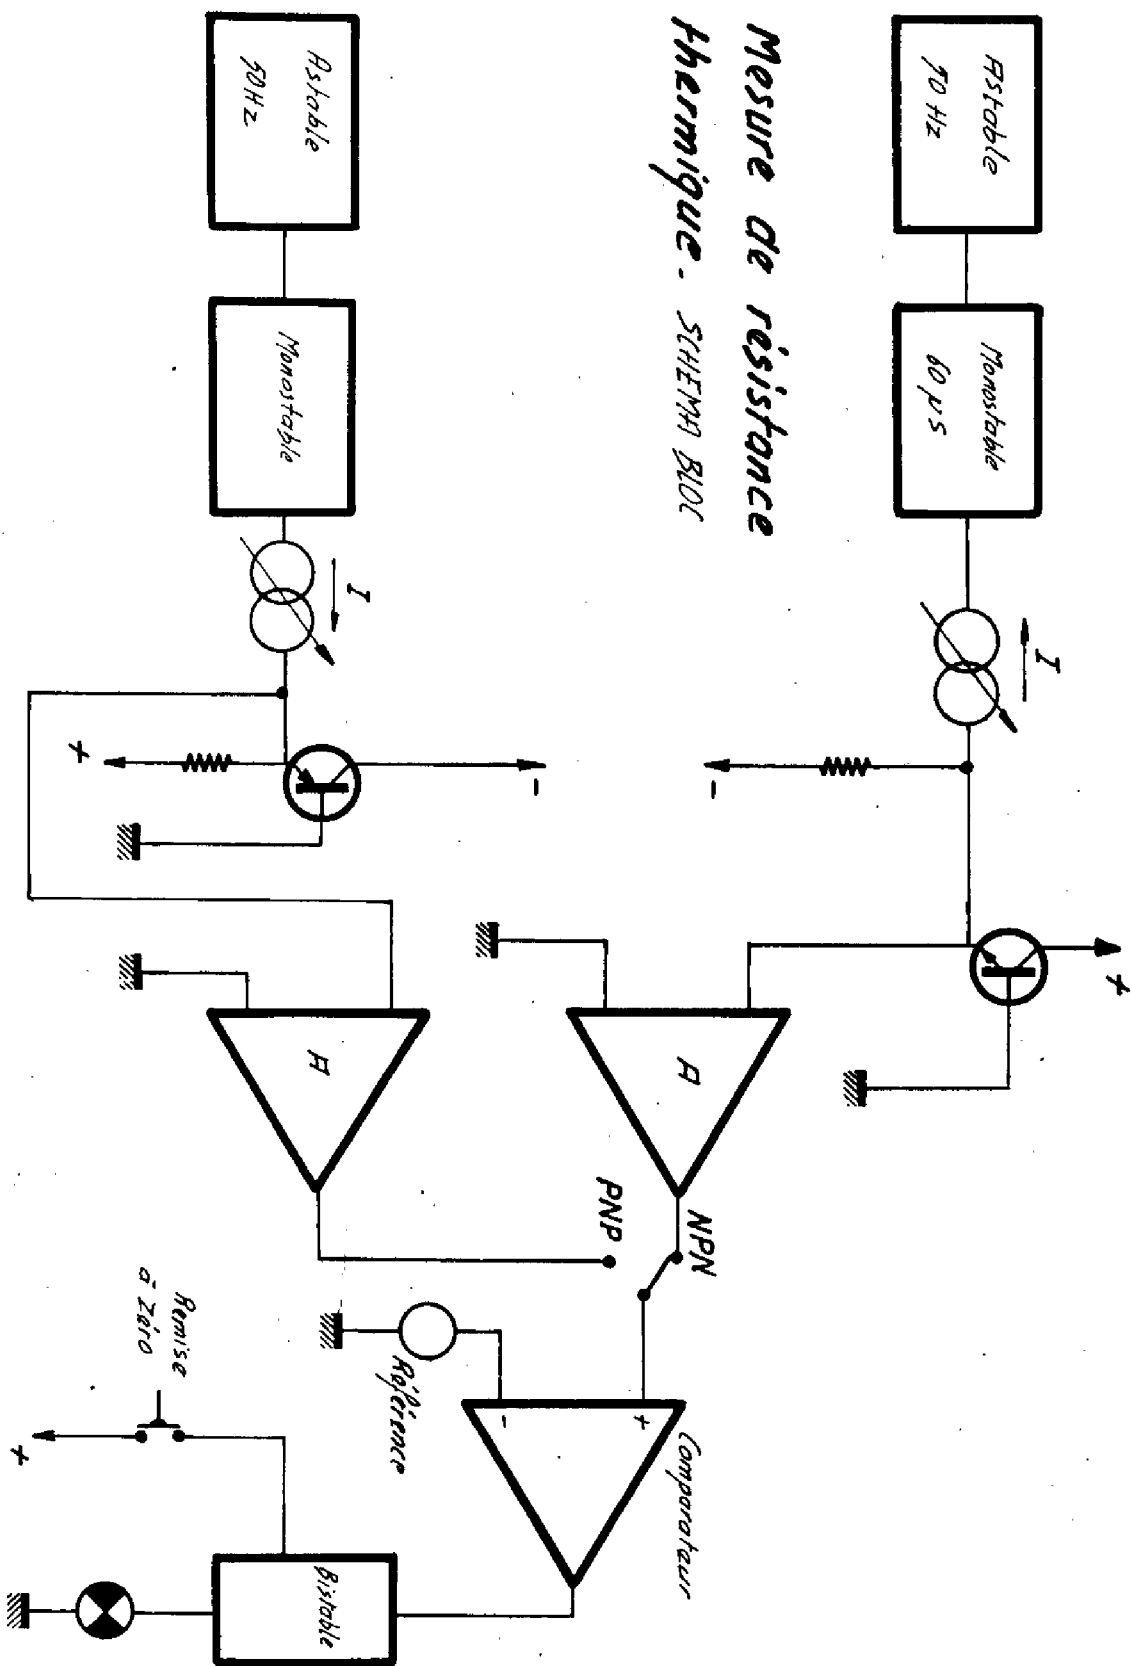 Astable
50 Hz
Monostable
60 µs
I
-
+
Mesure de résistance
thermique. SCHEMA BLOC
A
NPN
PNP
Comparateur
+
-
Référence
Astable
50Hz
Monostable
I
-
+
A
Remise
à Zéro
+
Bistable